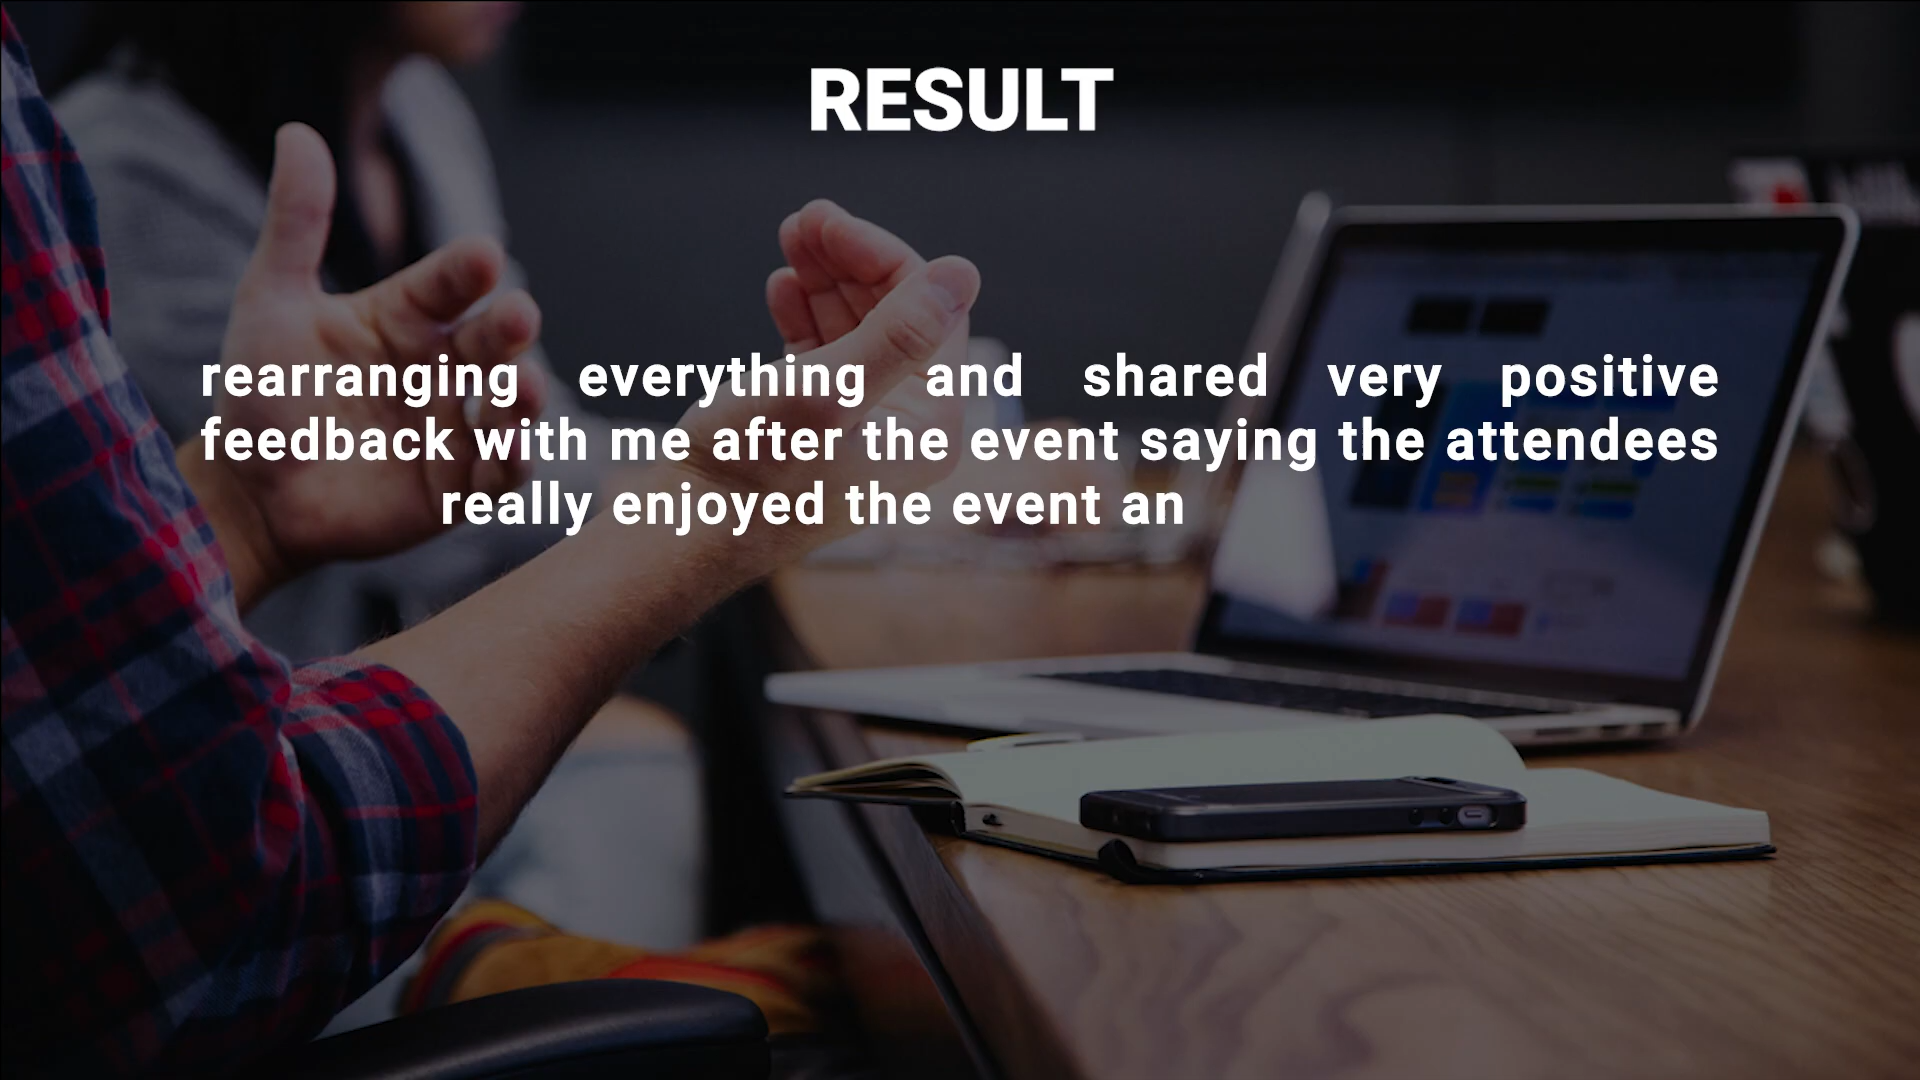 RESULT
rearranging everything and shared very positive
feedback with me after the event saying the attendees
really enjoyed the event an